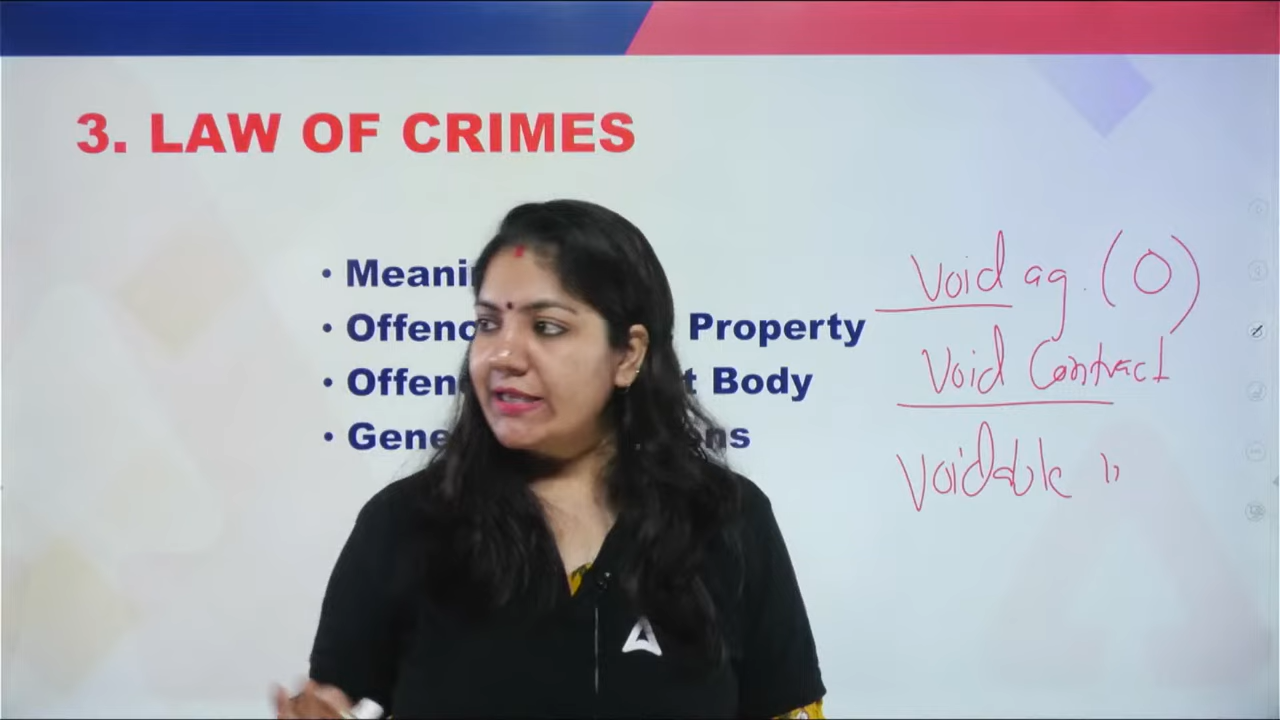 3. LAW OF CRIMES
• Meani
• Offenc Property
• Offen t Body
• Gene ns
Void ag. (0)
Void Contract
Voidable "